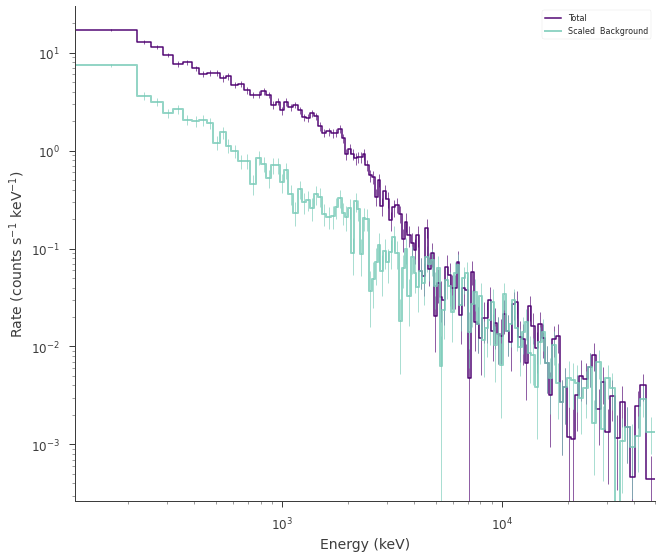 Total
Scaled Background
10¹
10⁰
10⁻¹
10⁻²
10⁻³
Rate (counts s⁻¹ keV⁻¹)
10³
10⁴
Energy (keV)